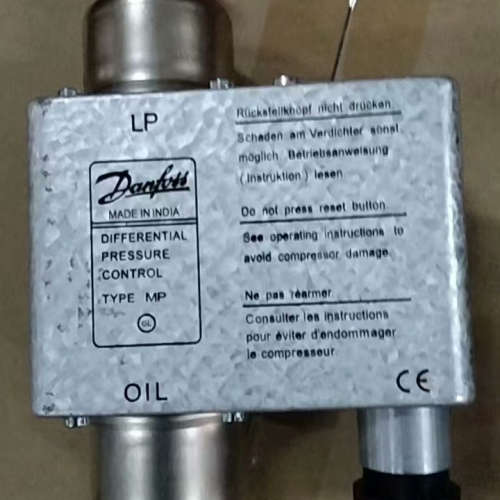 LP
Danfoss
MADE IN INDIA
DIFFERENTIAL
PRESSURE
CONTROL
TYPE MP
GL
OIL
Rückstellknopf nicht drücken.
Schaden am Verdichter sonst
möglich Betriebsanweisung
(Instruktion) lesen
Do not press reset button.
See operating instructions to
avoid compressor damage.
Ne pas réarmer.
Consulter les instructions
pour éviter d'endommager
le compresseur.
CE